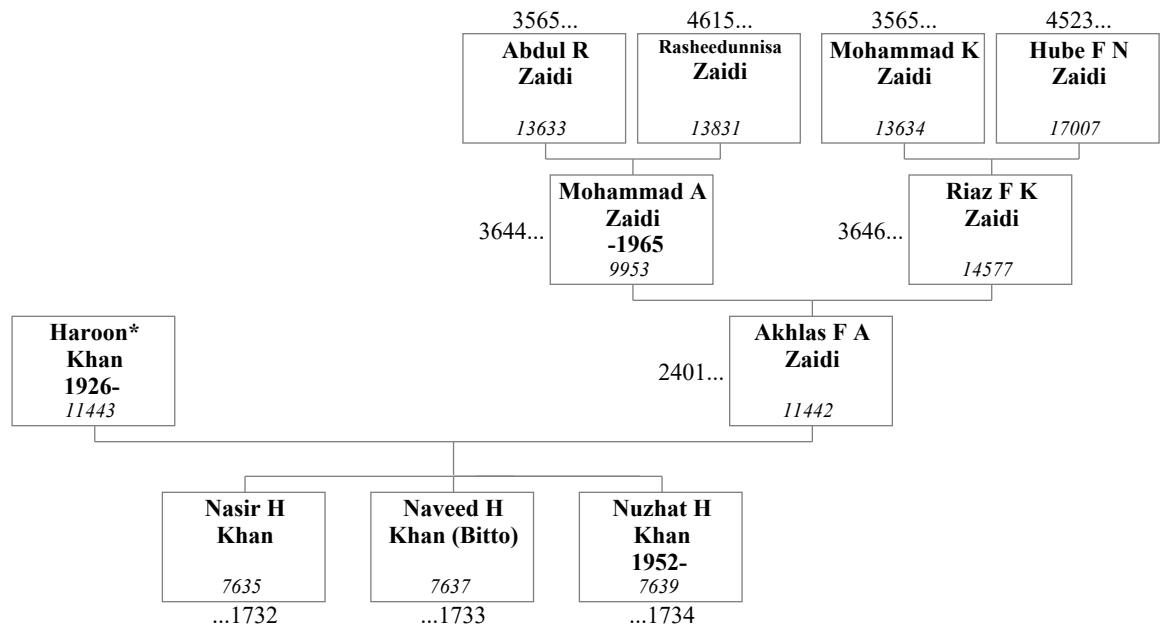 3565...
4615...
3565...
4523...
Abdul R
Zaidi
13633
Rasheedunnisa
Zaidi
13831
Mohammad K
Zaidi
13634
Hube F N
Zaidi
17007
3644...
Mohammad A
Zaidi
-1965
9953
3646...
Riaz F K
Zaidi
14577
Haroon*
Khan
1926-
11443
2401...
Akhlas F A
Zaidi
11442
Nasir H
Khan
7635
...1732
Naveed H
Khan (Bitto)
7637
...1733
Nuzhat H
Khan
1952-
7639
...1734